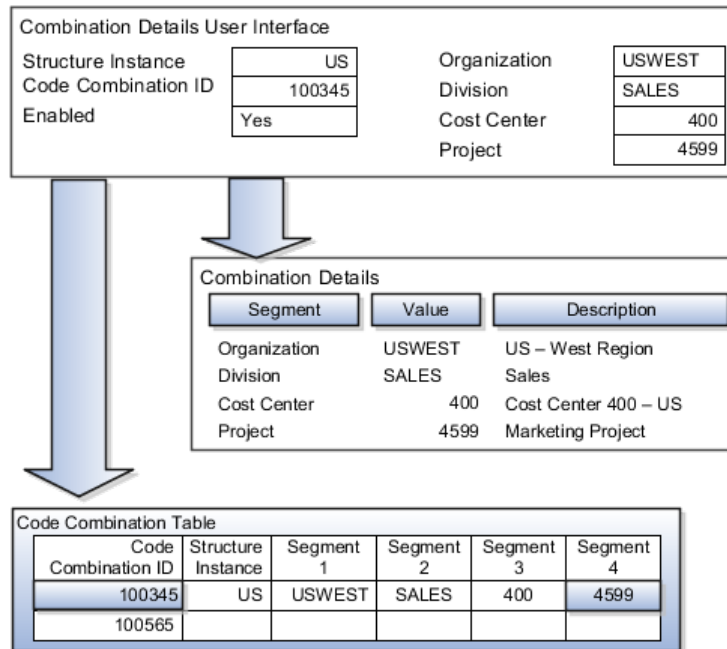 Combination Details User Interface
Structure Instance US Organization USWEST
Code Combination ID 100345 Division SALES
Enabled Yes Cost Center 400
Project 4599
Combination Details
Segment Value Description
Organization USWEST US – West Region
Division SALES Sales
Cost Center 400 Cost Center 400 – US
Project 4599 Marketing Project
Code Combination Table
Code Combination ID Structure Instance Segment 1 Segment 2 Segment 3 Segment 4
100345 US USWEST SALES 400 4599
100565